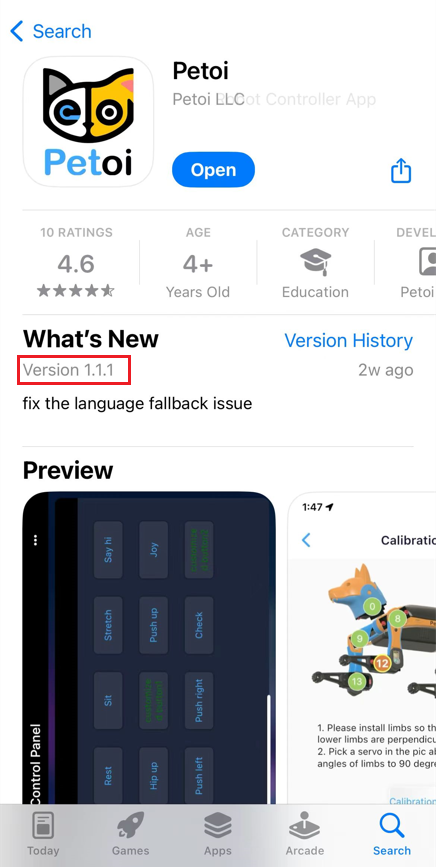 Search
Petoi
Petoi
Petoi LLC
Robot Controller App
Open
10 RATINGS
4.6
AGE
4+
Years Old
CATEGORY
Education
DEVEL
Petoi
What's New
Version History
Version 1.1.1
2w ago
fix the language fallback issue
Preview
Control Panel
Say hi
Joy
Stretch
Push up
Check
Sit
Push right
Rest
Hip up
Push left
1:47
Calibratio
0
8
9
12
13
1. Please install limbs so th
lower limbs are perpendicu
2. Pick a servo in the pic ab
angles of limbs to 90 degre
Calibration
Today
Games
Apps
Arcade
Search